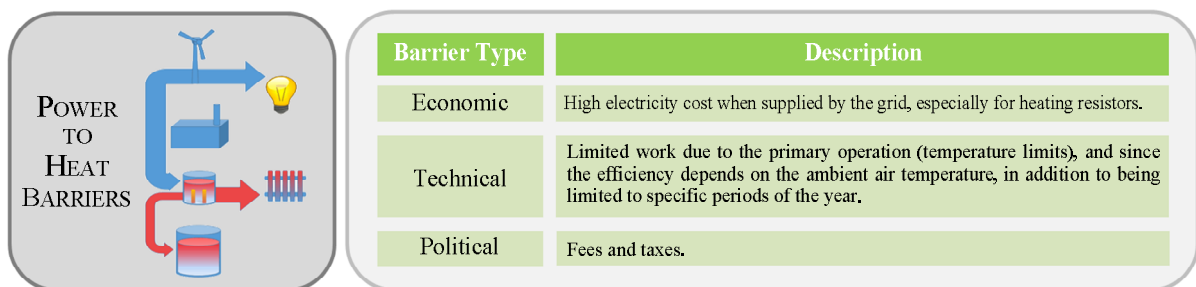 POWER
TO
HEAT
BARRIERS
Barrier Type
Description
Economic
High electricity cost when supplied by the grid, especially for heating resistors.
Technical
Limited work due to the primary operation (temperature limits), and since
the efficiency depends on the ambient air temperature, in addition to being
limited to specific periods of the year.
Political
Fees and taxes.